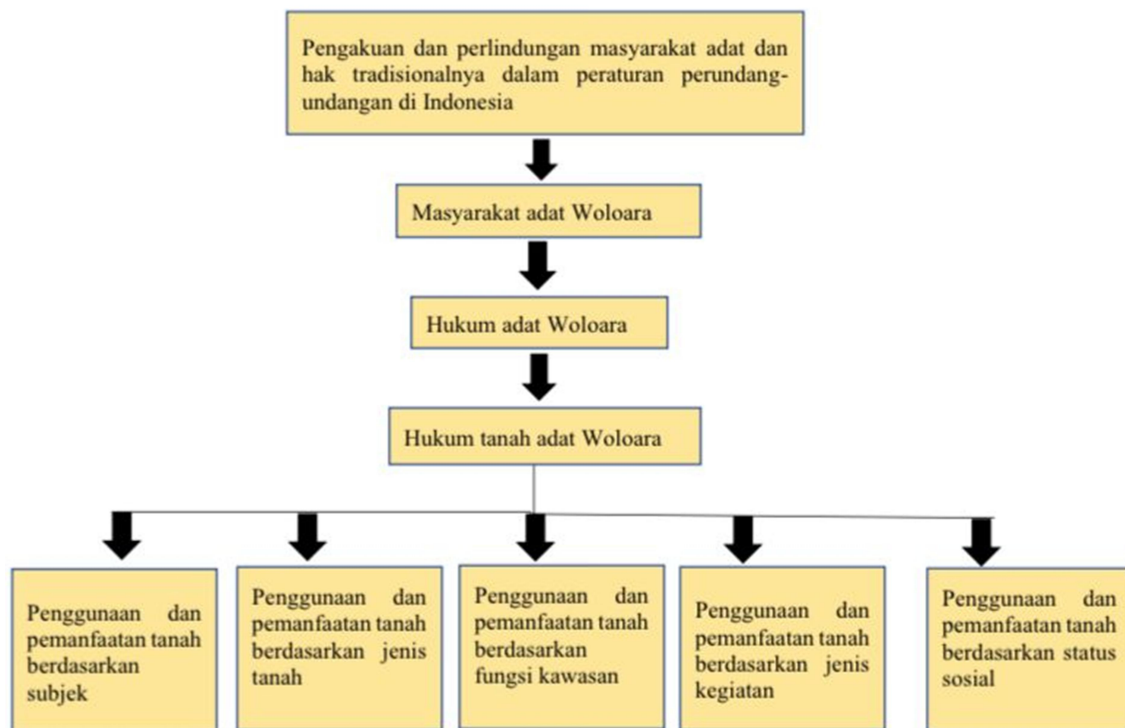 Pengakuan dan perlindungan masyarakat adat dan
hak tradisionalnya dalam peraturan perundang-
undangan di Indonesia
Masyarakat adat Woloara
Hukum adat Woloara
Hukum tanah adat Woloara
Penggunaan dan
pemanfaatan tanah
berdasarkan
subjek
Penggunaan dan
pemanfaatan tanah
berdasarkan jenis
tanah
Penggunaan dan
pemanfaatan tanah
berdasarkan
fungsi kawasan
Penggunaan dan
pemanfaatan tanah
berdasarkan jenis
kegiatan
Penggunaan dan
pemanfaatan tanah
berdasarkan status
sosial